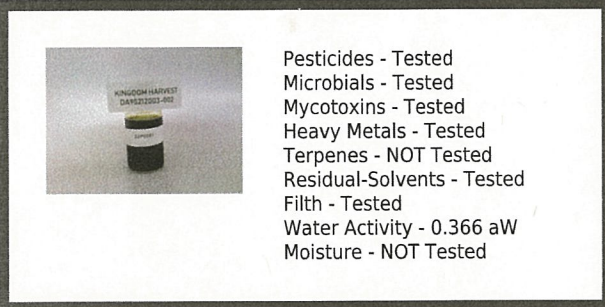 KINGDOM HARVEST
DA90212003-002
Pesticides - Tested
Microbials - Tested
Mycotoxins - Tested
Heavy Metals - Tested
Terpenes - NOT Tested
Residual-Solvents - Tested
Filth - Tested
Water Activity - 0.366 aW
Moisture - NOT Tested